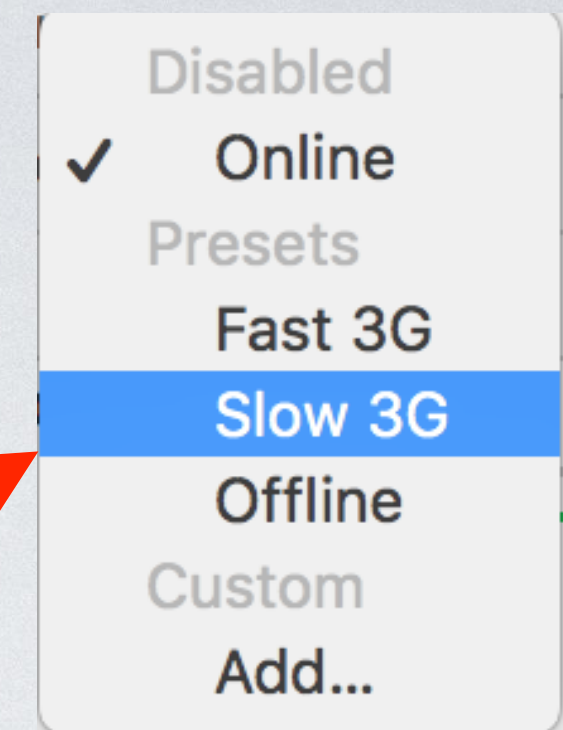 Disabled
✓ Online
Presets
Fast 3G
Slow 3G
Offline
Custom
Add...